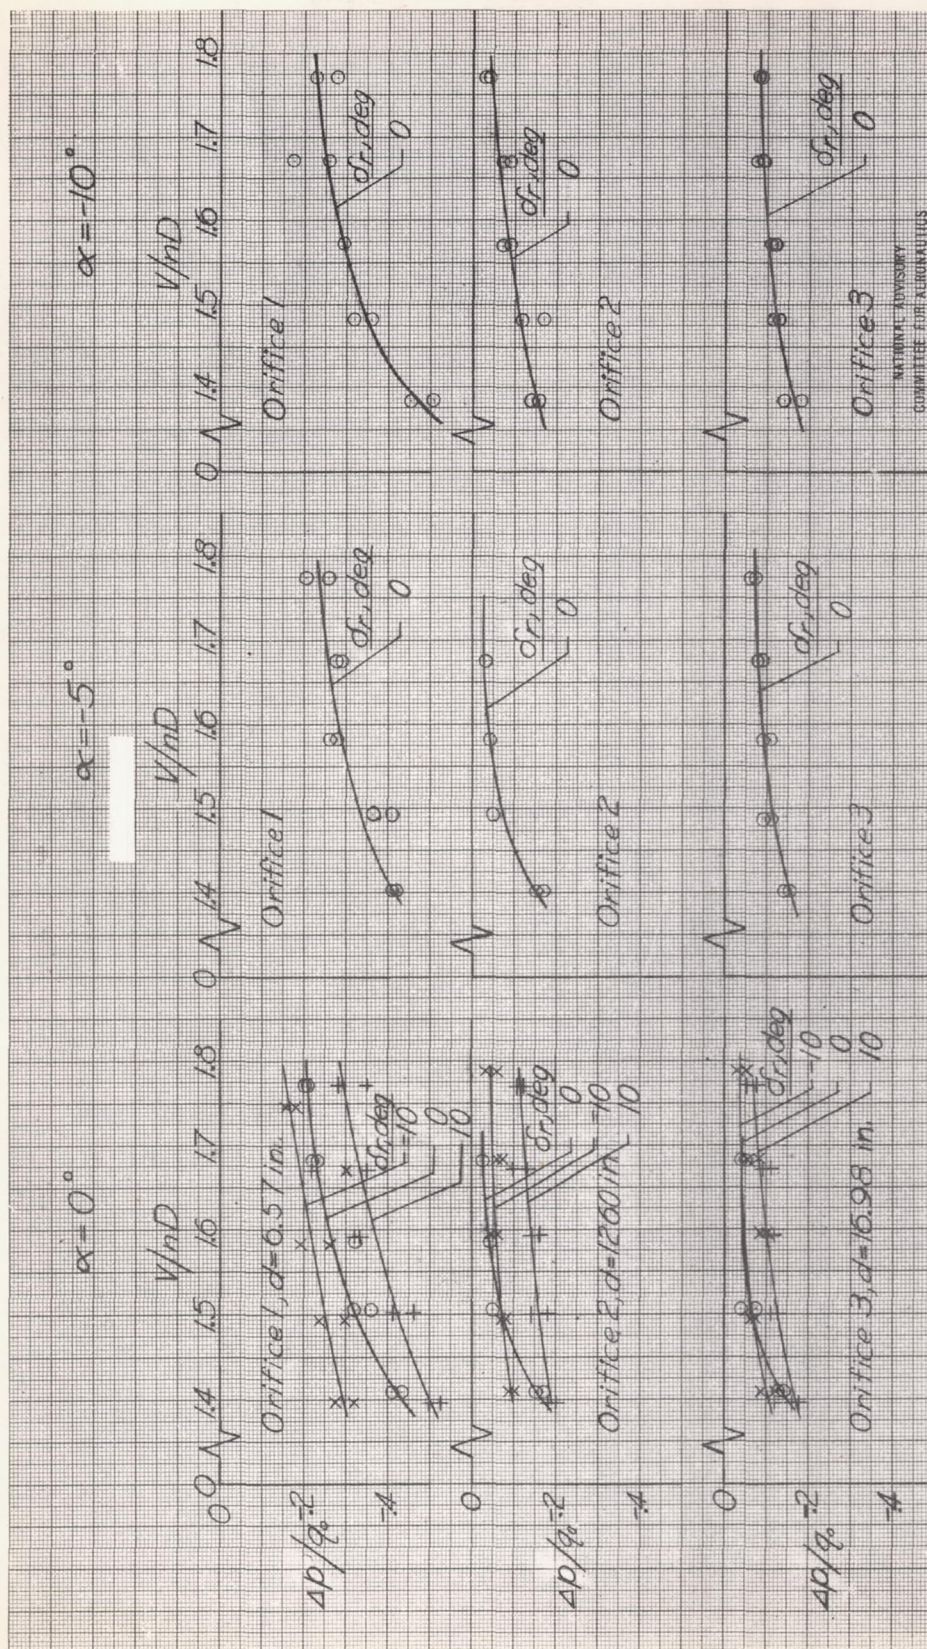 α=0°
V/nD
0 1.4 1.5 1.6 1.7 1.8
0
-.2
-.4
Δp/q₀
Orifice 1, d=6.57 in.
δr, deg
-10
0
10
0
-.2
-.4
Δp/q₀
Orifice 2, d=12.60 in.
δr, deg
0
-10
10
0
-.2
-.4
Δp/q₀
Orifice 3, d=16.98 in.
δr, deg
-10
0
10
α=-5°
V/nD
0 1.4 1.5 1.6 1.7 1.8
Orifice 1
δr, deg
0
Orifice 2
δr, deg
0
Orifice 3
δr, deg
0
α=-10°
V/nD
0 1.4 1.5 1.6 1.7 1.8
Orifice 1
δr, deg
0
Orifice 2
δr, deg
0
Orifice 3
δr, deg
0
NATIONAL ADVISORY
COMMITTEE FOR AERONAUTICS